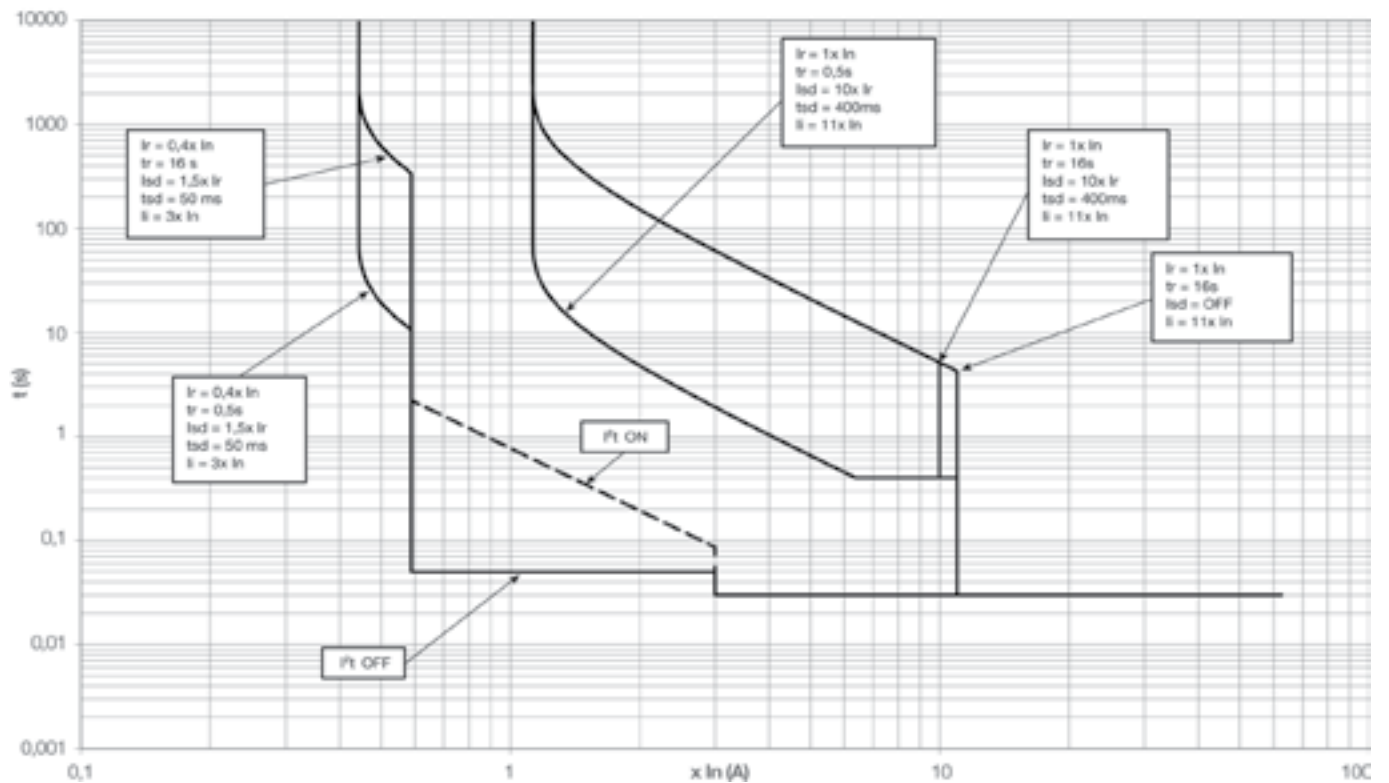 10000
1000
100
10
1
0,1
0,01
0,001
t (s)
Ir = 0,4x In
tr = 16 s
Isd = 1,5x Ir
tsd = 50 ms
Ii = 3x In
Ir = 0,4x In
tr = 0,5s
Isd = 1,5x Ir
tsd = 50 ms
Ii = 3x In
Ir = 1x In
tr = 0,5s
Isd = 10x Ir
tsd = 400ms
Ii = 11x In
Ir = 1x In
tr = 16s
Isd = 10x Ir
tsd = 400ms
Ii = 11x In
Ir = 1x In
tr = 16s
Isd = OFF
Ii = 11x In
I²t ON
I²t OFF
0,1
1
x In (A)
10
100